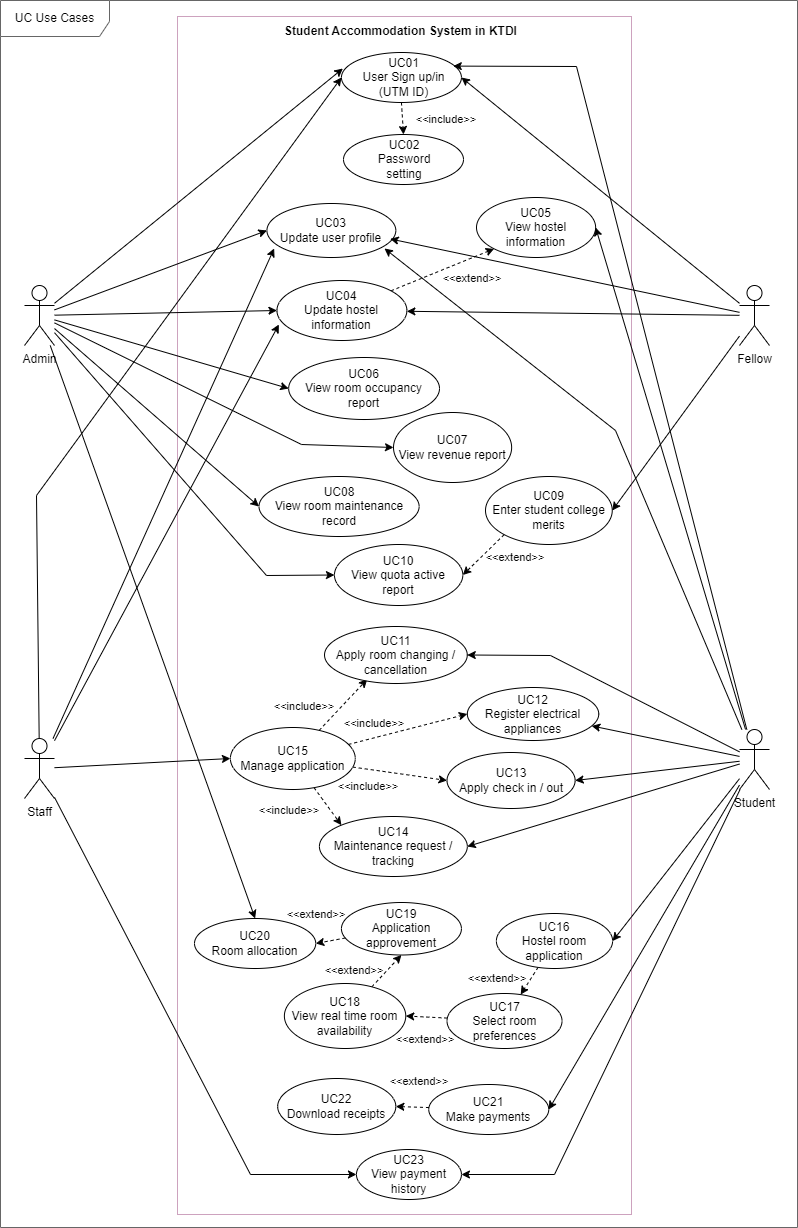 UC Use Cases
Student Accommodation System in KTDI
UC01
User Sign up/in
(UTM ID)
<<include>>
UC02
Password
setting
UC03
Update user profile
UC05
View hostel
information
<<extend>>
UC04
Update hostel
information
Admin
Fellow
UC06
View room occupancy
report
UC07
View revenue report
UC08
View room maintenance
record
UC09
Enter student college
merits
<<extend>>
UC10
View quota active
report
UC11
Apply room changing /
cancellation
<<include>>
UC12
Register electrical
appliances
<<include>>
UC15
Manage application
UC13
Apply check in / out
<<include>>
<<include>>
Staff
Student
UC14
Maintenance request /
tracking
<<extend>>
UC19
Application
approvement
UC20
Room allocation
UC16
Hostel room
application
<<extend>>
<<extend>>
UC18
View real time room
availability
UC17
Select room
preferences
<<extend>>
<<extend>>
UC22
Download receipts
UC21
Make payments
UC23
View payment
history